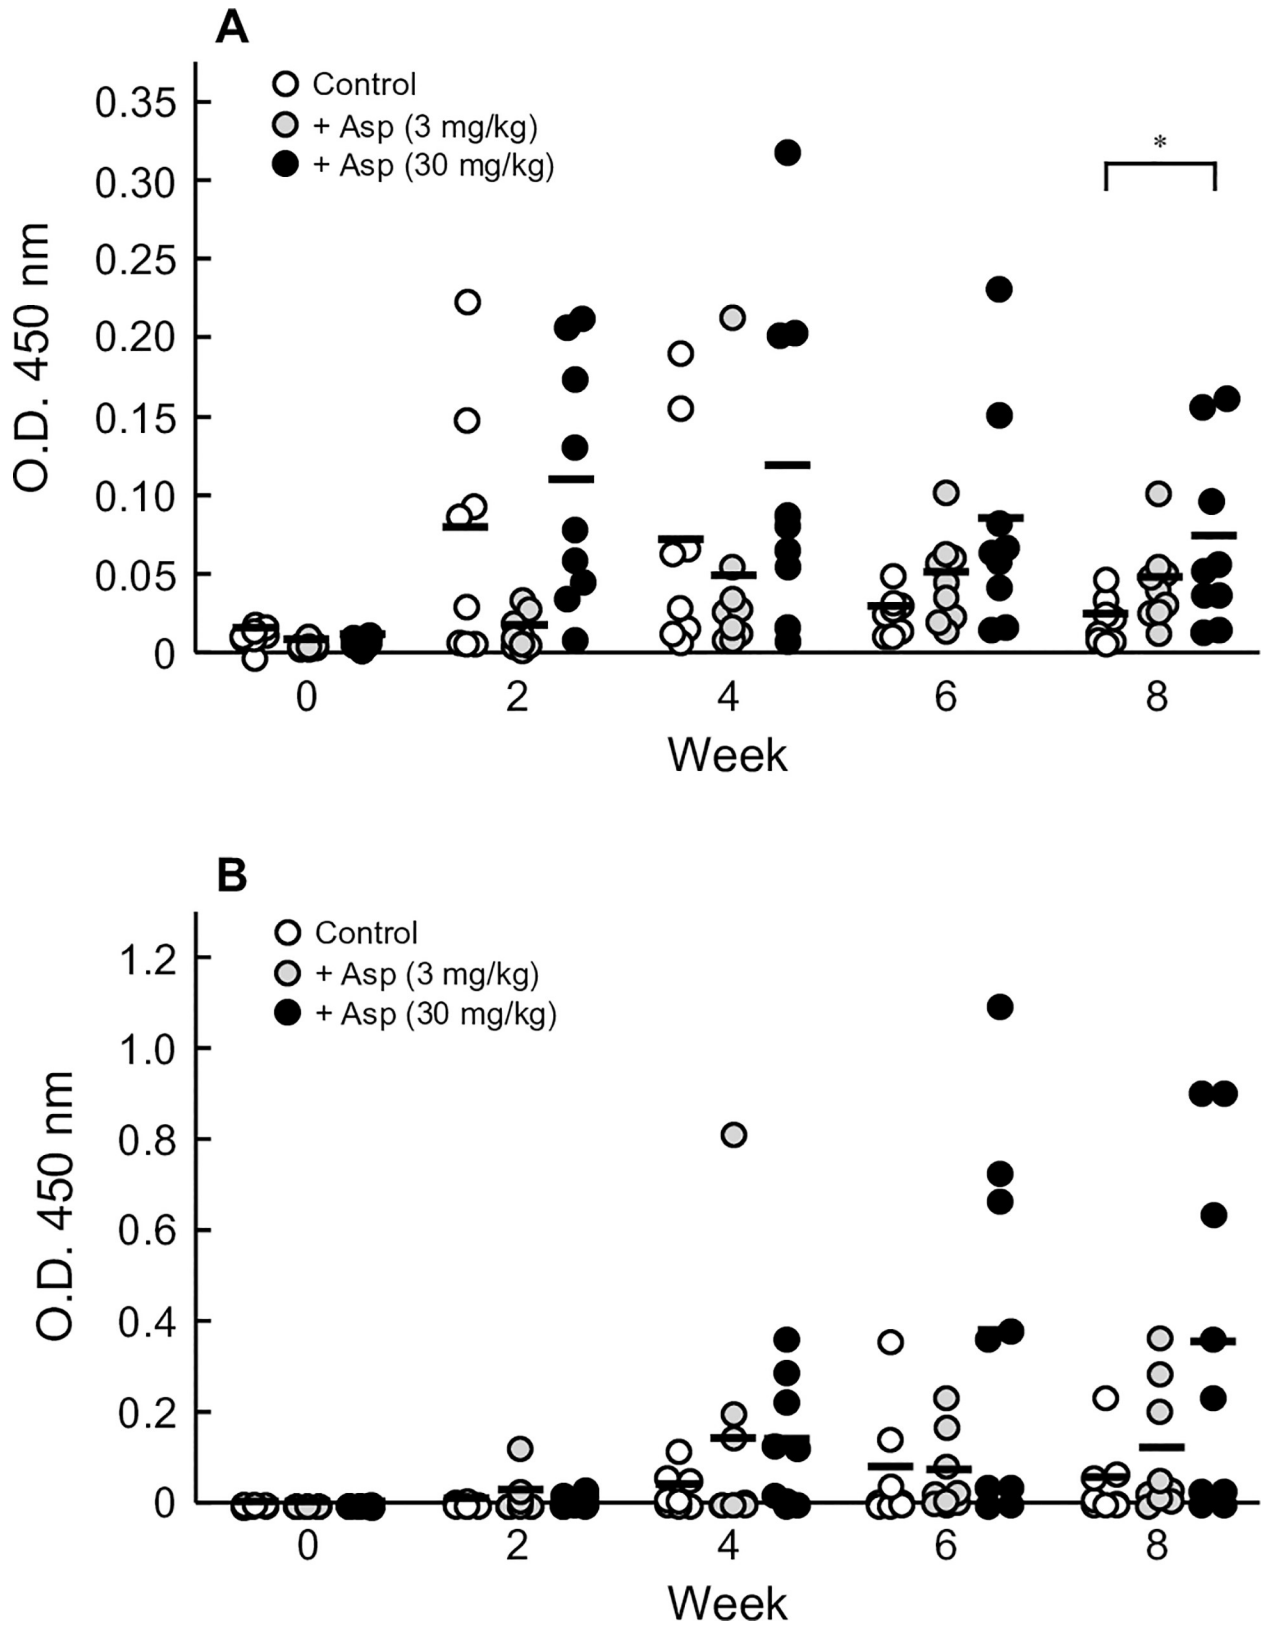 A
Control
+ Asp (3 mg/kg)
+ Asp (30 mg/kg)
*
0.35
0.30
0.25
0.20
0.15
0.10
0.05
0
O.D. 450 nm
0 2 4 6 8
Week
B
Control
+ Asp (3 mg/kg)
+ Asp (30 mg/kg)
1.2
1.0
0.8
0.6
0.4
0.2
0
O.D. 450 nm
0 2 4 6 8
Week